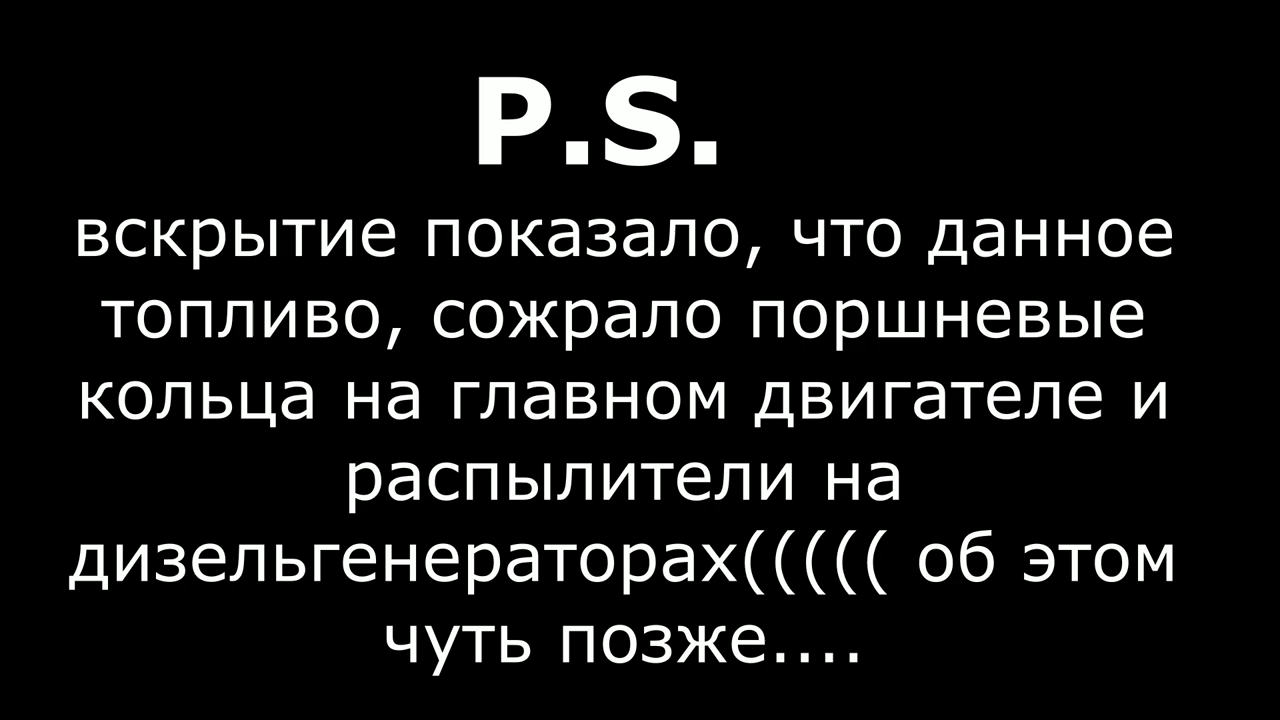 P.S.
вскрытие показало, что данное
топливо, сожрало поршневые
кольца на главном двигателе и
распылители на
дизельгенераторах((((( об этом
чуть позже....